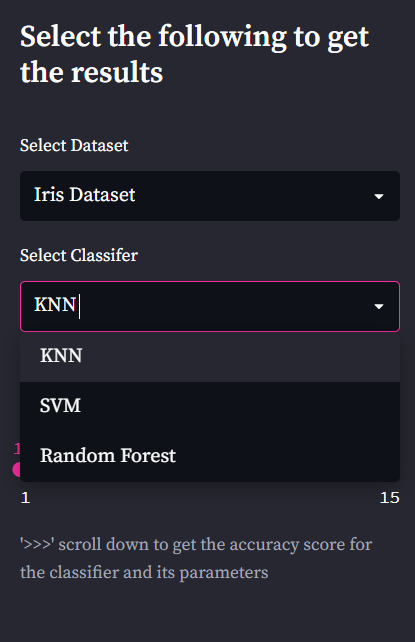 Select the following to get
the results
Select Dataset
Iris Dataset
Select Classifer
KNN
KNN
SVM
Random Forest
1
1 15
'>>>' scroll down to get the accuracy score for
the classifier and its parameters